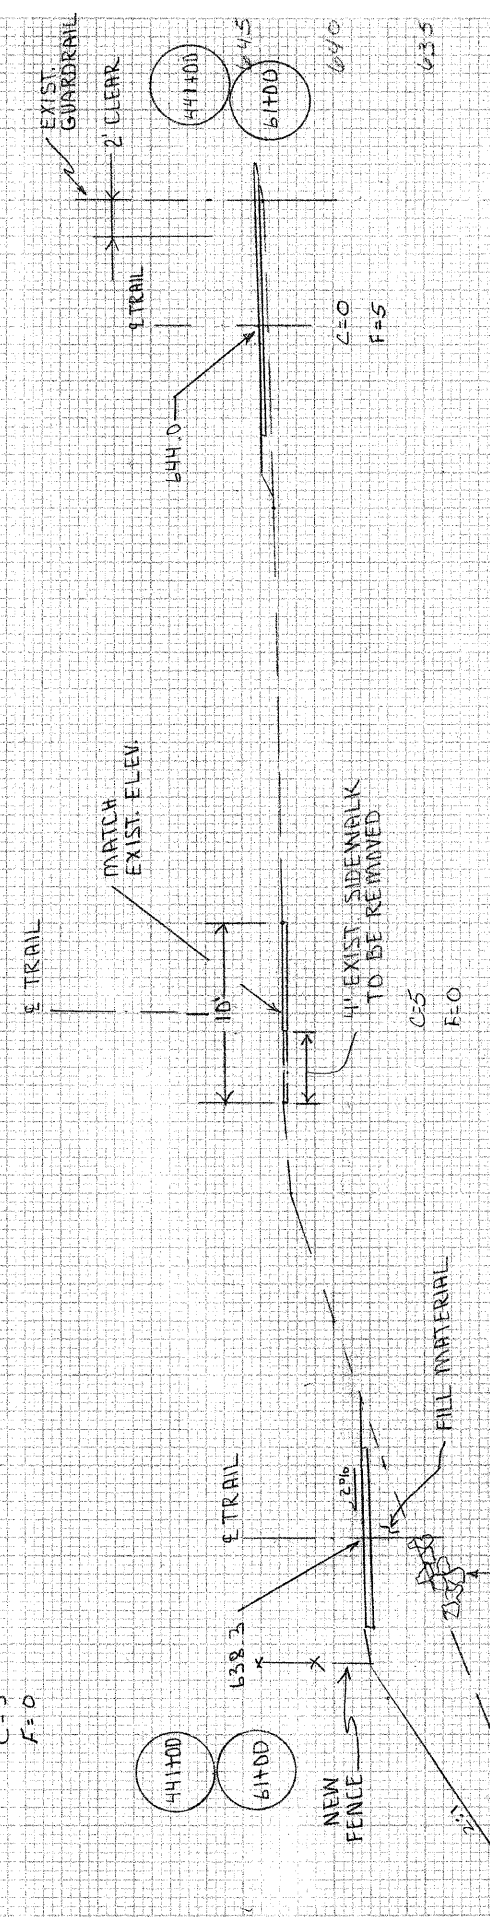 C=5
F=0
441+00
61+00
NEW
FENCE
638.3
℄ TRAIL
2%
2:1
FILL MATERIAL
℄ TRAIL
MATCH
EXIST. ELEV.
10'
4' EXIST. SIDEWALK
TO BE REMOVED
C=5
F=0
644.0
℄ TRAIL
C=0
F=5
EXIST.
GUARDRAIL
2' CLEAR
441+00
61+00
645
640
635